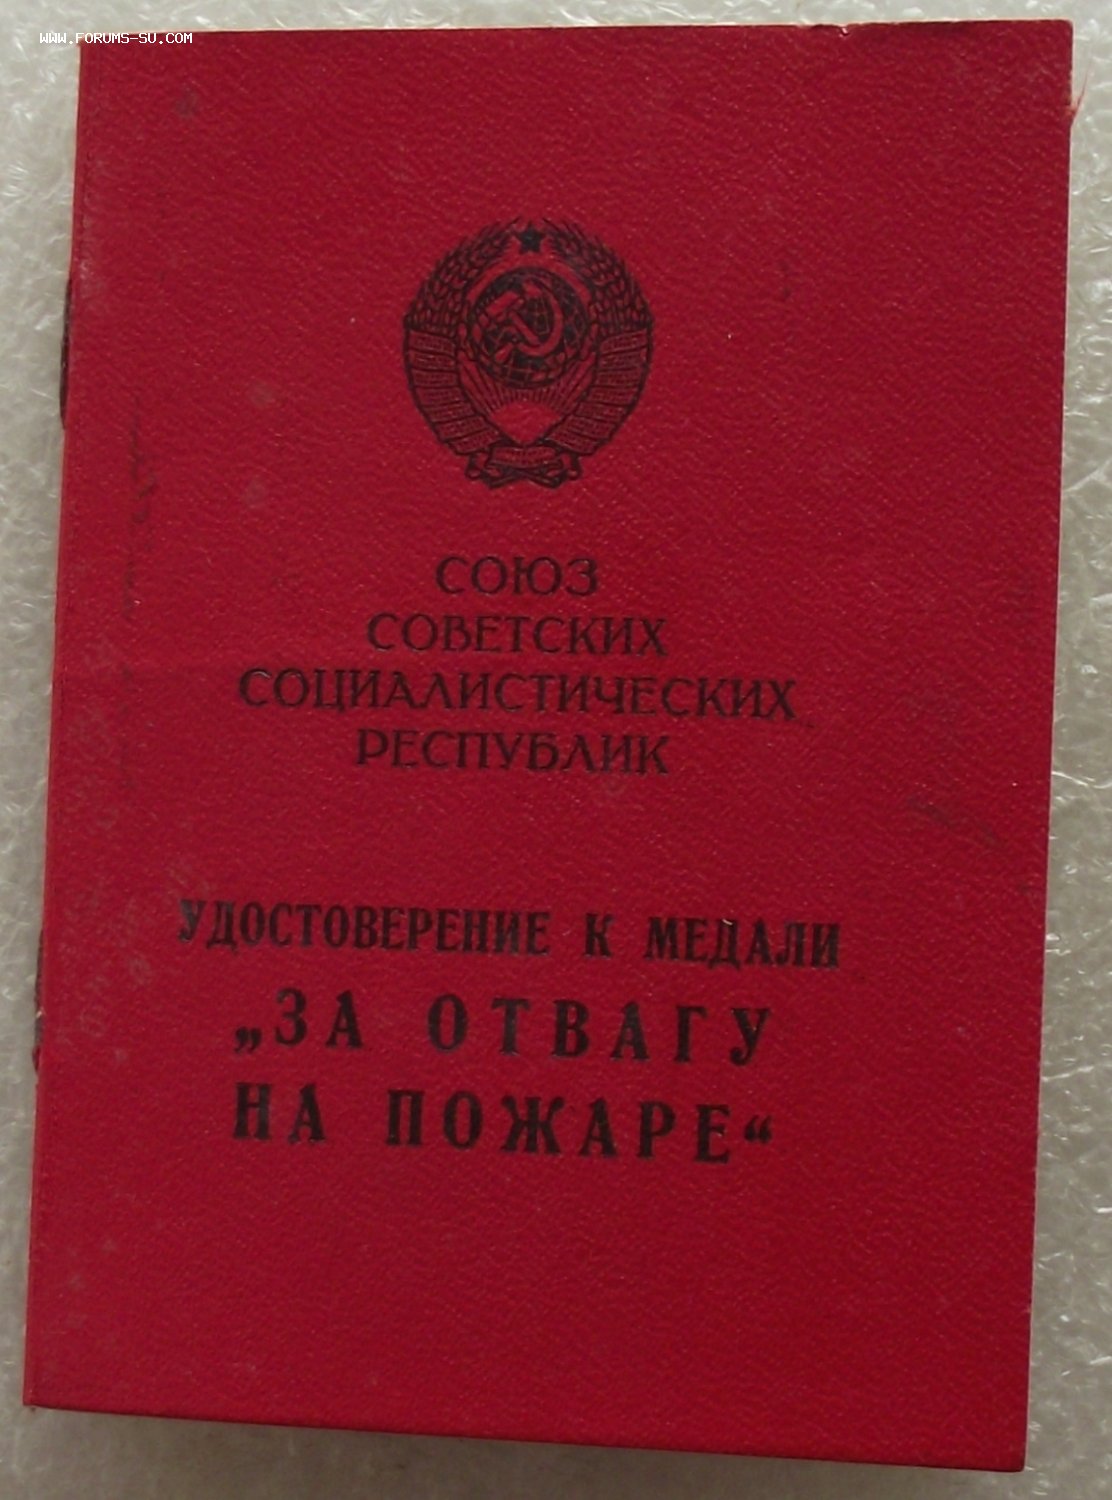 WWW.FORUMS-SU.COM
СОЮЗ
СОВЕТСКИХ
СОЦИАЛИСТИЧЕСКИХ
РЕСПУБЛИК
УДОСТОВЕРЕНИЕ К МЕДАЛИ
„ЗА ОТВАГУ
НА ПОЖАРЕ“